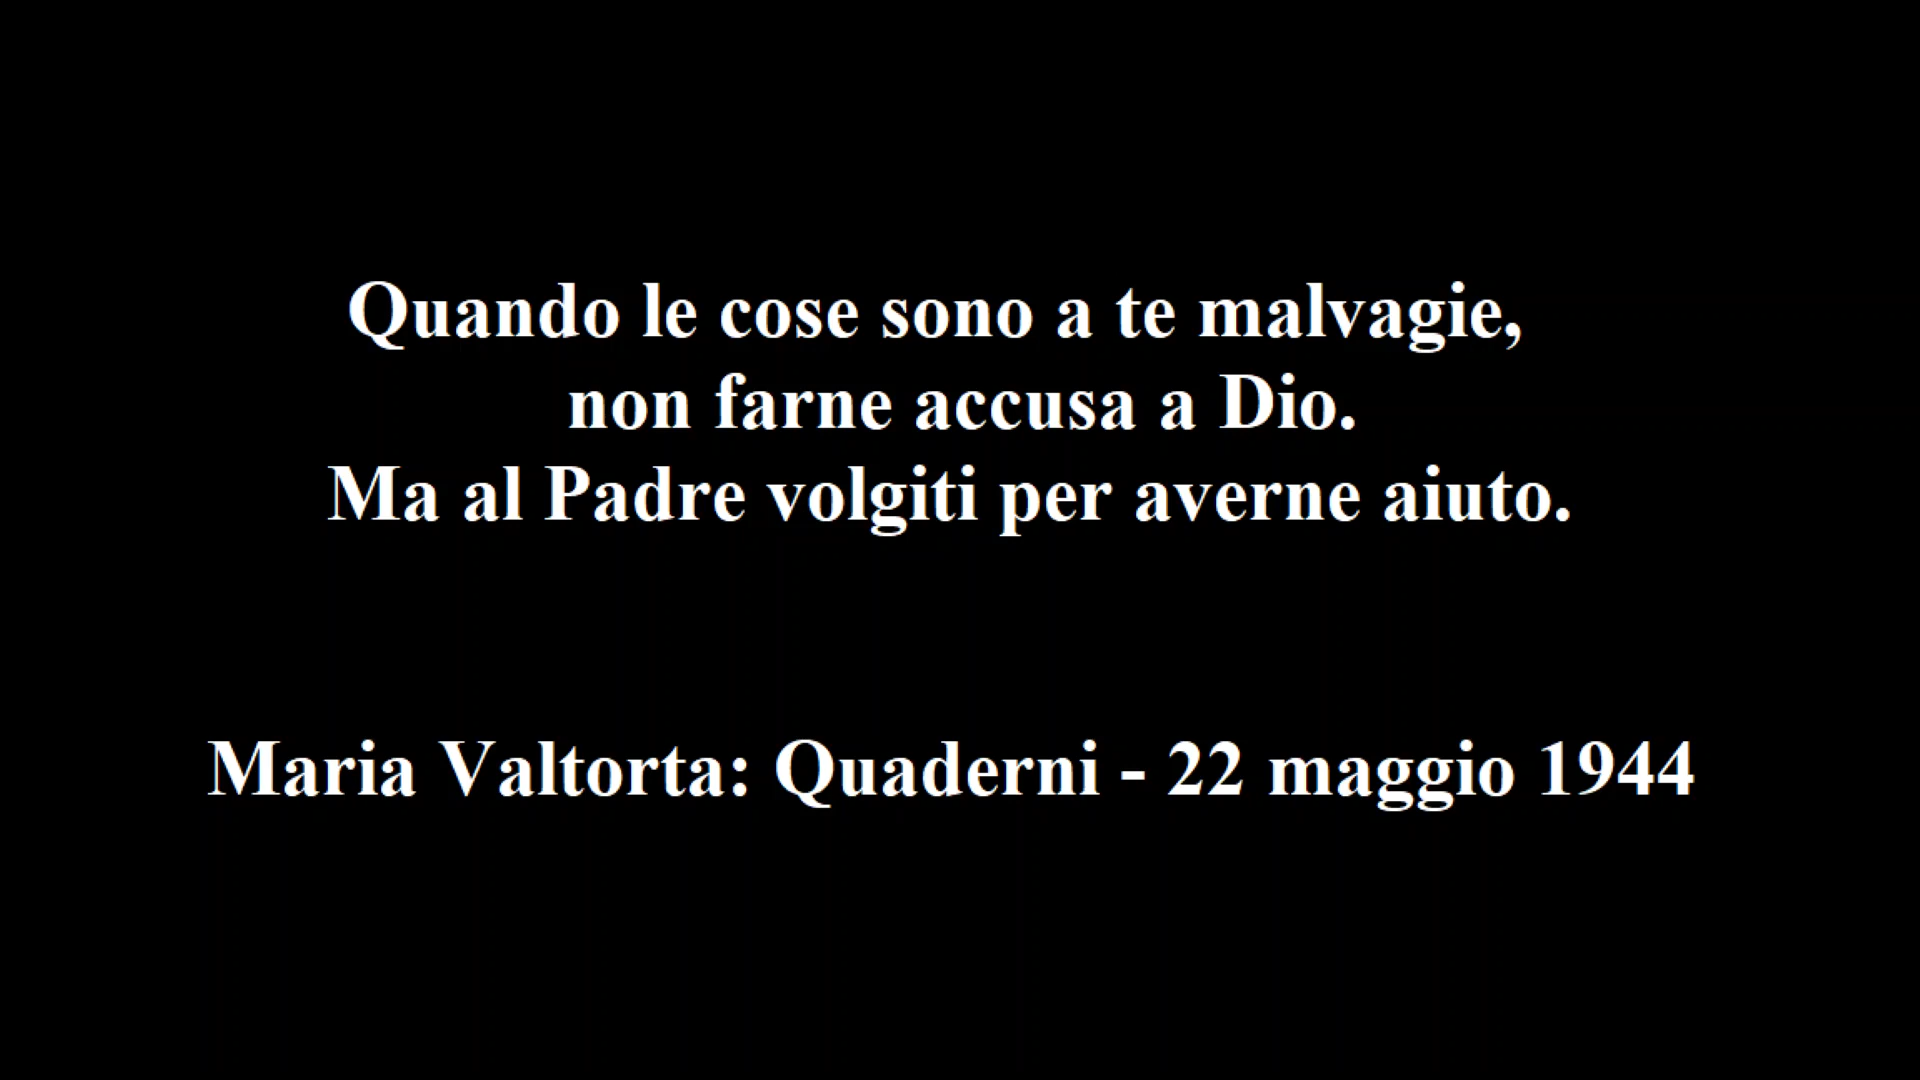 Quando le cose sono a te malvagie,
non farne accusa a Dio.
Ma al Padre volgiti per averne aiuto.
Maria Valtorta: Quaderni - 22 maggio 1944